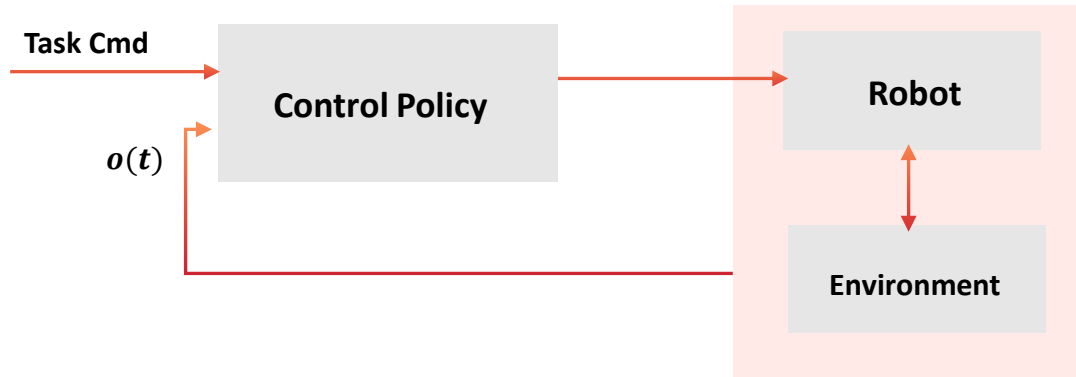 Task Cmd
Control Policy
Robot
o(t)
Environment